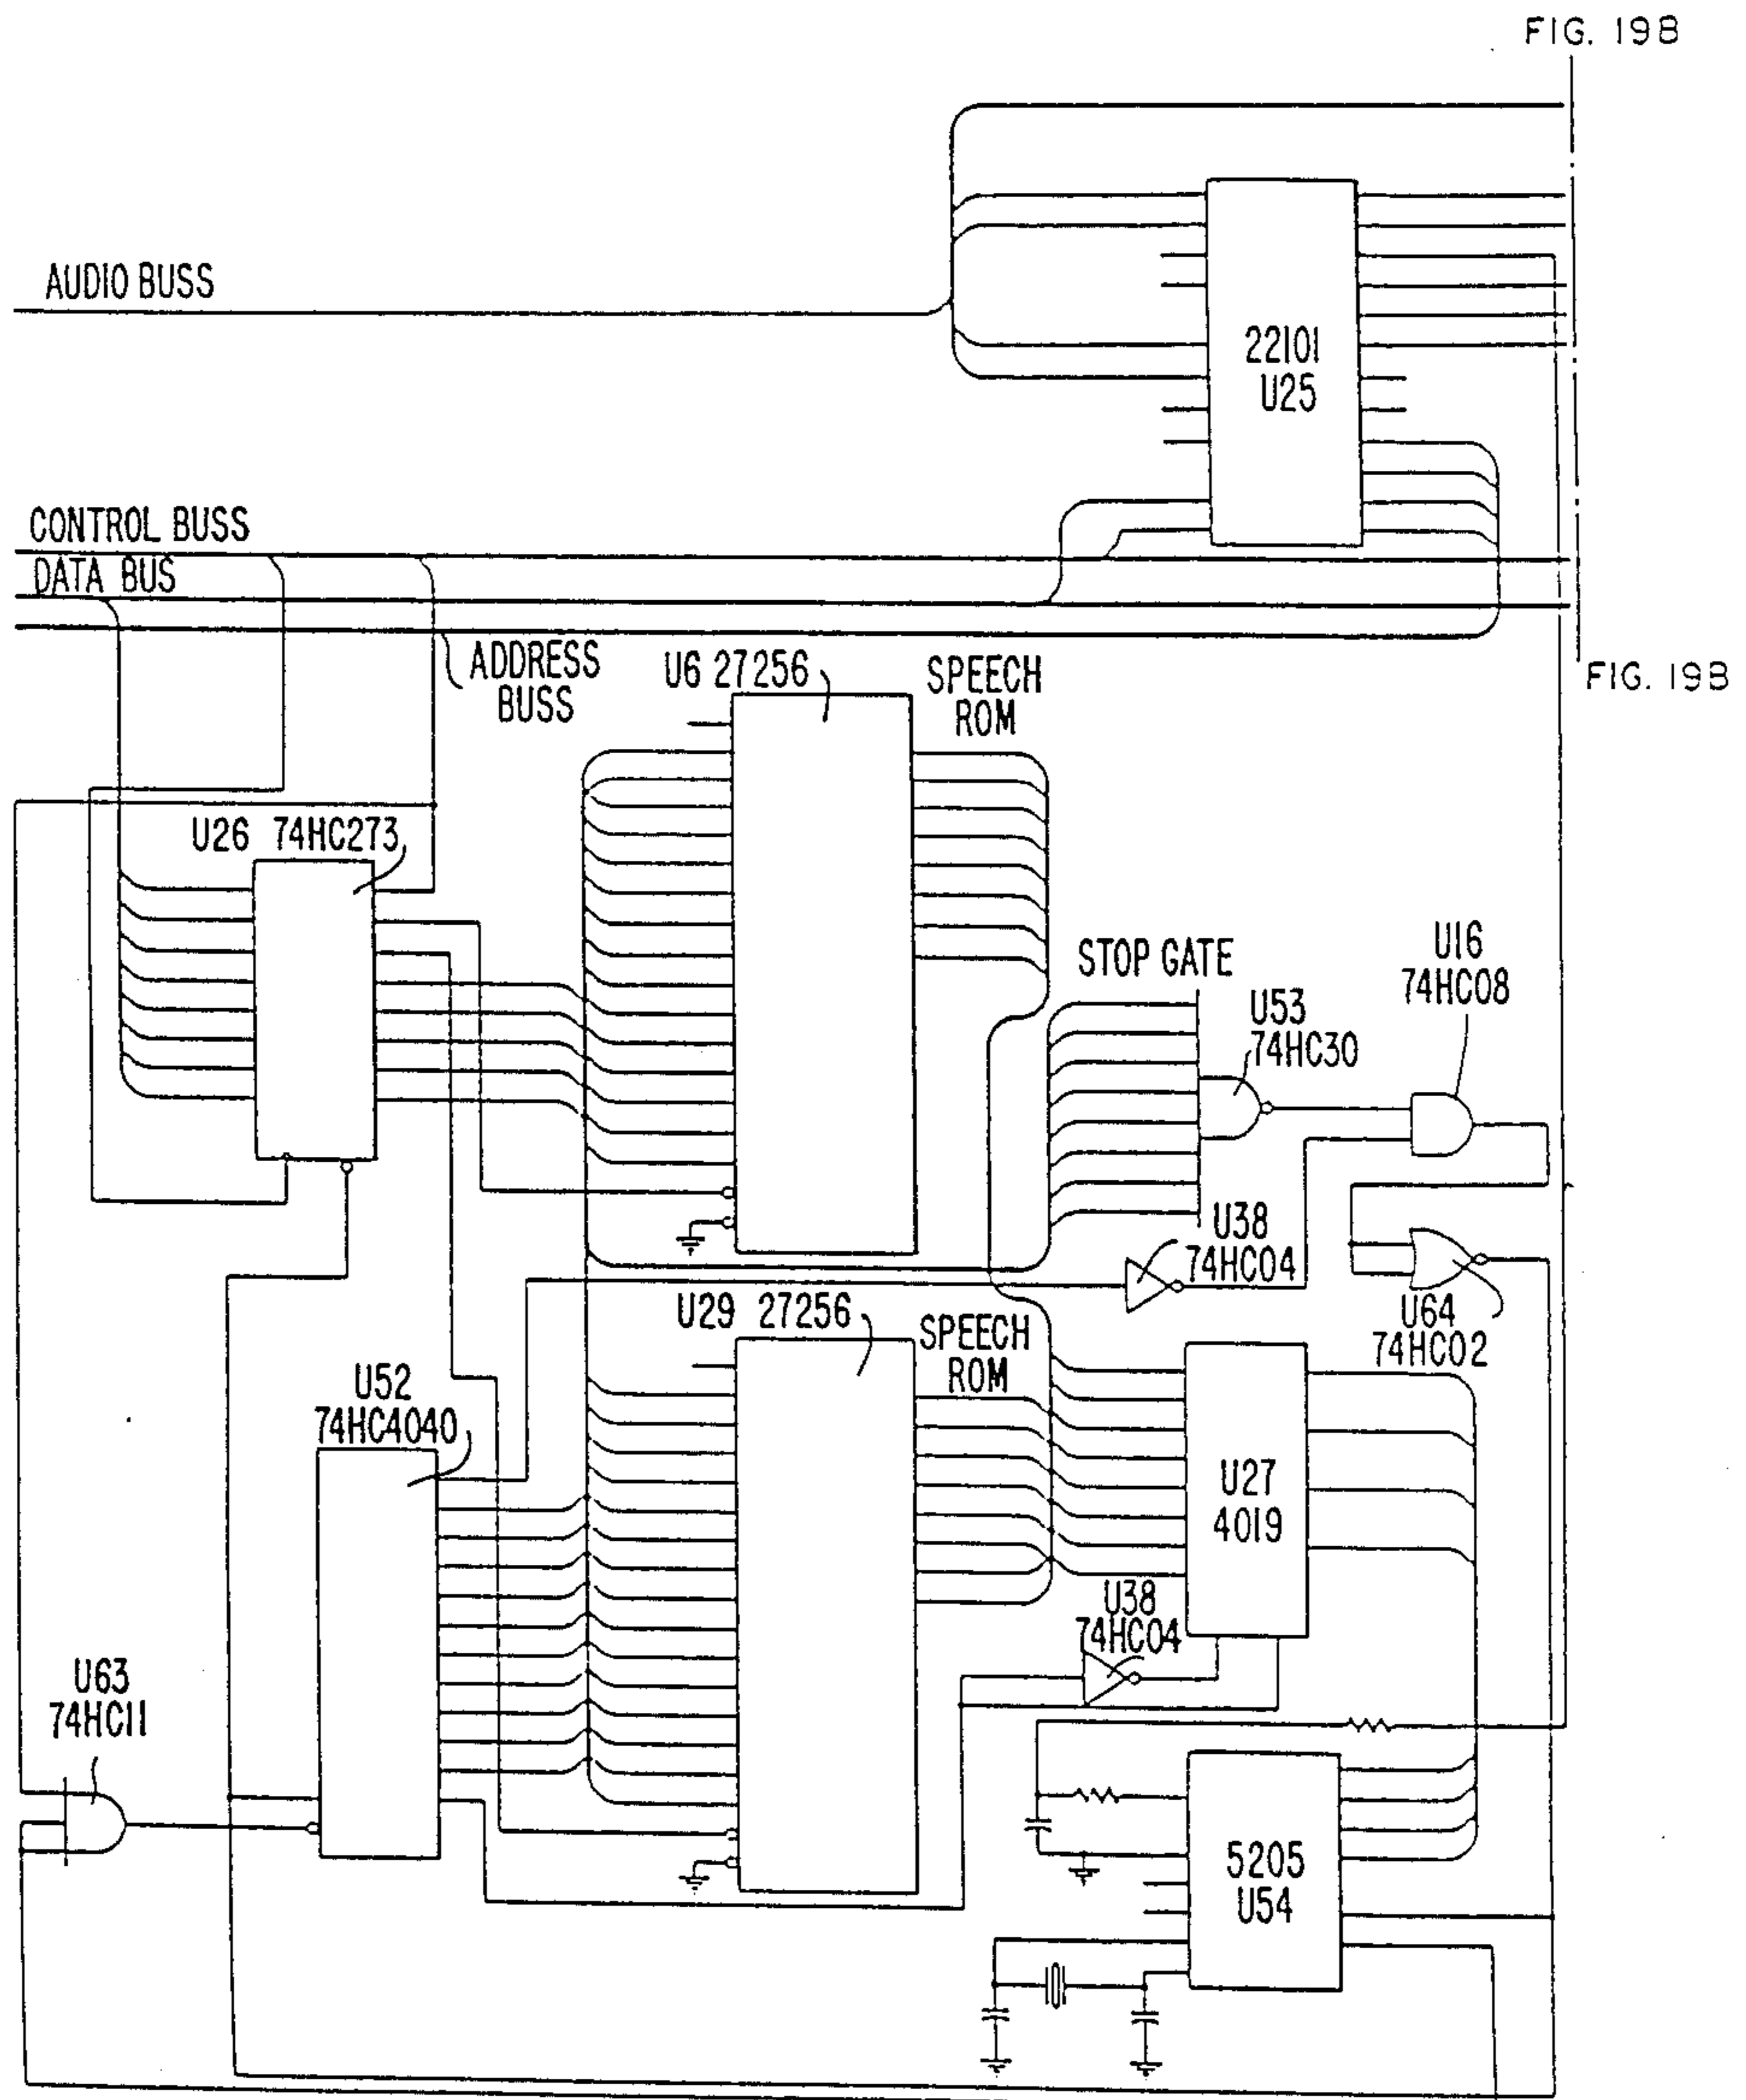 FIG. 19B
AUDIO BUSS
22101
U25
CONTROL BUSS
DATA BUS
ADDRESS
BUSS
FIG. 19B
U6 27256
SPEECH
ROM
U26 74HC273
STOP GATE
U53
74HC30
U16
74HC08
U38
74HC04
U64
74HC02
U29 27256
SPEECH
ROM
U52
74HC4040
U27
4019
U38
74HC04
U63
74HC11
5205
U54